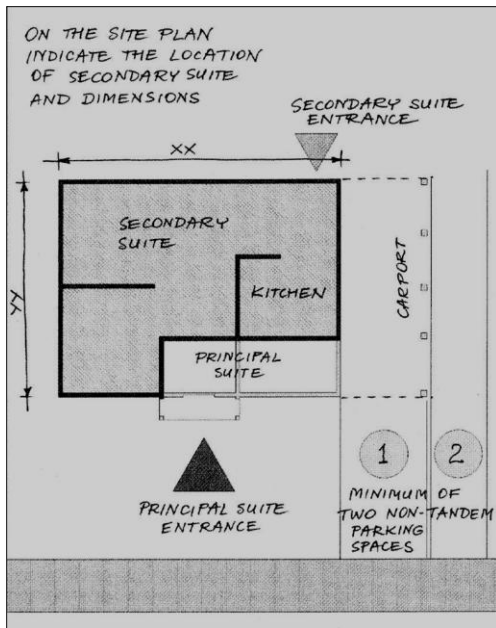 ON THE SITE PLAN
INDICATE THE LOCATION
OF SECONDARY SUITE
AND DIMENSIONS
SECONDARY SUITE
ENTRANCE
XX
SECONDARY
SUITE
YY
KITCHEN
CARPORT
PRINCIPAL
SUITE
1
2
PRINCIPAL SUITE
ENTRANCE
MINIMUM OF
TWO NON-TANDEM
PARKING
SPACES